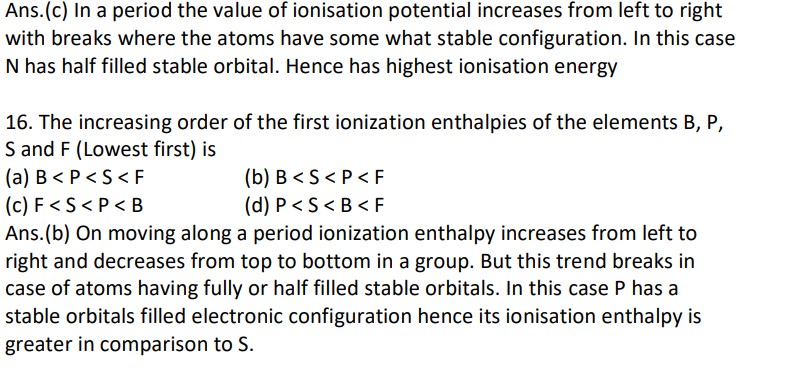 Ans.(c) In a period the value of ionisation potential increases from left to right
with breaks where the atoms have some what stable configuration. In this case
N has half filled stable orbital. Hence has highest ionisation energy
16. The increasing order of the first ionization enthalpies of the elements B, P,
S and F (Lowest first) is
(a) B < P < S < F (b) B < S < P < F
(c) F < S < P < B (d) P < S < B < F
Ans.(b) On moving along a period ionization enthalpy increases from left to
right and decreases from top to bottom in a group. But this trend breaks in
case of atoms having fully or half filled stable orbitals. In this case P has a
stable orbitals filled electronic configuration hence its ionisation enthalpy is
greater in comparison to S.